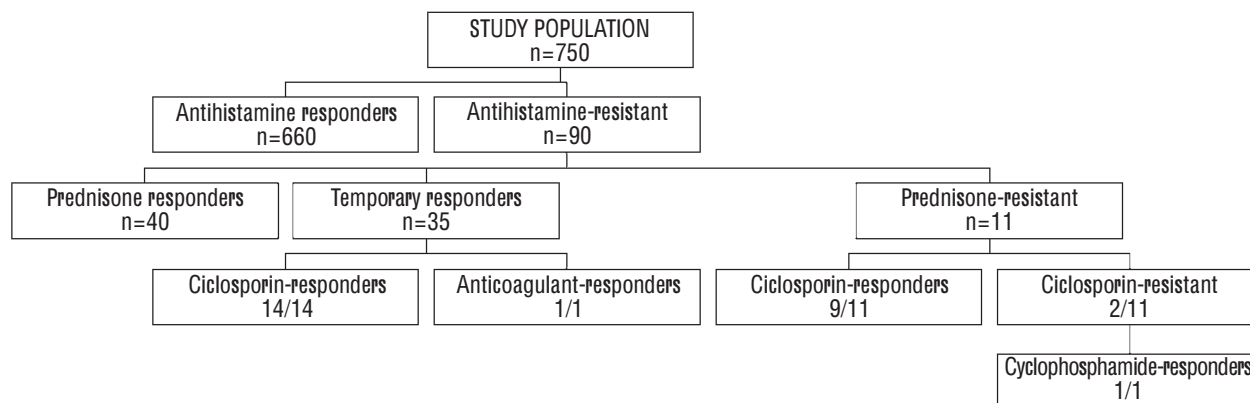 STUDY POPULATION
n=750
Antihistamine responders
n=660
Antihistamine-resistant
n=90
Prednisone responders
n=40
Temporary responders
n=35
Prednisone-resistant
n=11
Ciclosporin-responders
14/14
Anticoagulant-responders
1/1
Ciclosporin-responders
9/11
Ciclosporin-resistant
2/11
Cyclophosphamide-responders
1/1